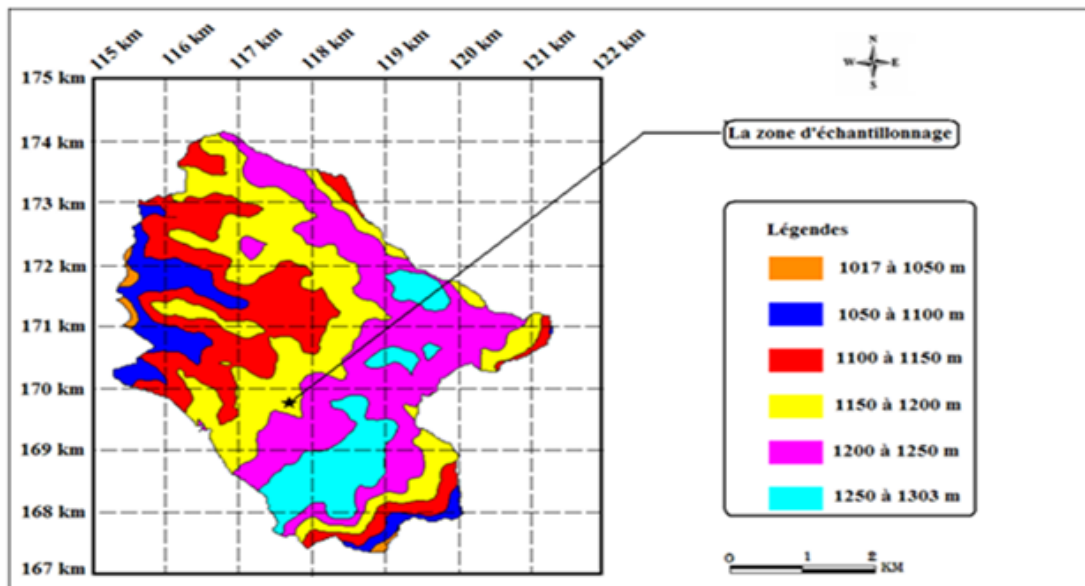 115 km 116 km 117 km 118 km 119 km 120 km 121 km 122 km
N
W E
S
175 km
La zone d'échantillonnage
174 km
173 km
Légendes
172 km
1017 à 1050 m
1050 à 1100 m
171 km
1100 à 1150 m
170 km
1150 à 1200 m
169 km
1200 à 1250 m
1250 à 1303 m
168 km
0 1 2
KM
167 km